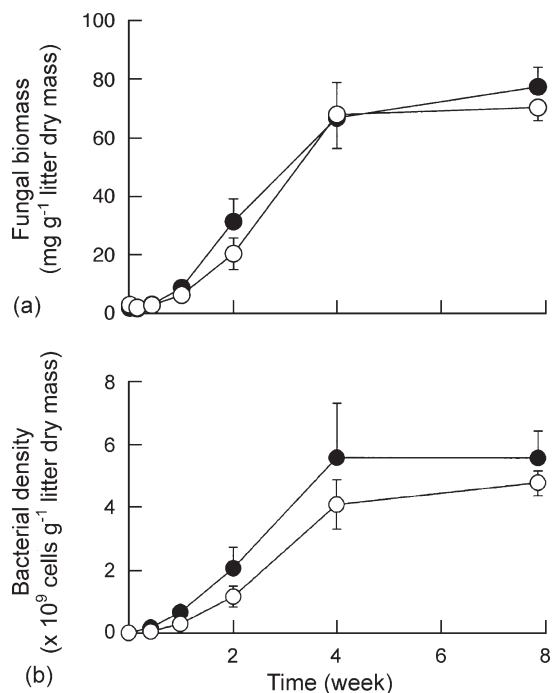 100
80
60
40
20
0
Fungal biomass
(mg g⁻¹ litter dry mass)
(a)
8
6
4
2
0
Bacterial density
(x 10⁹ cells g⁻¹ litter dry mass)
(b)
2
4
6
8
Time (week)